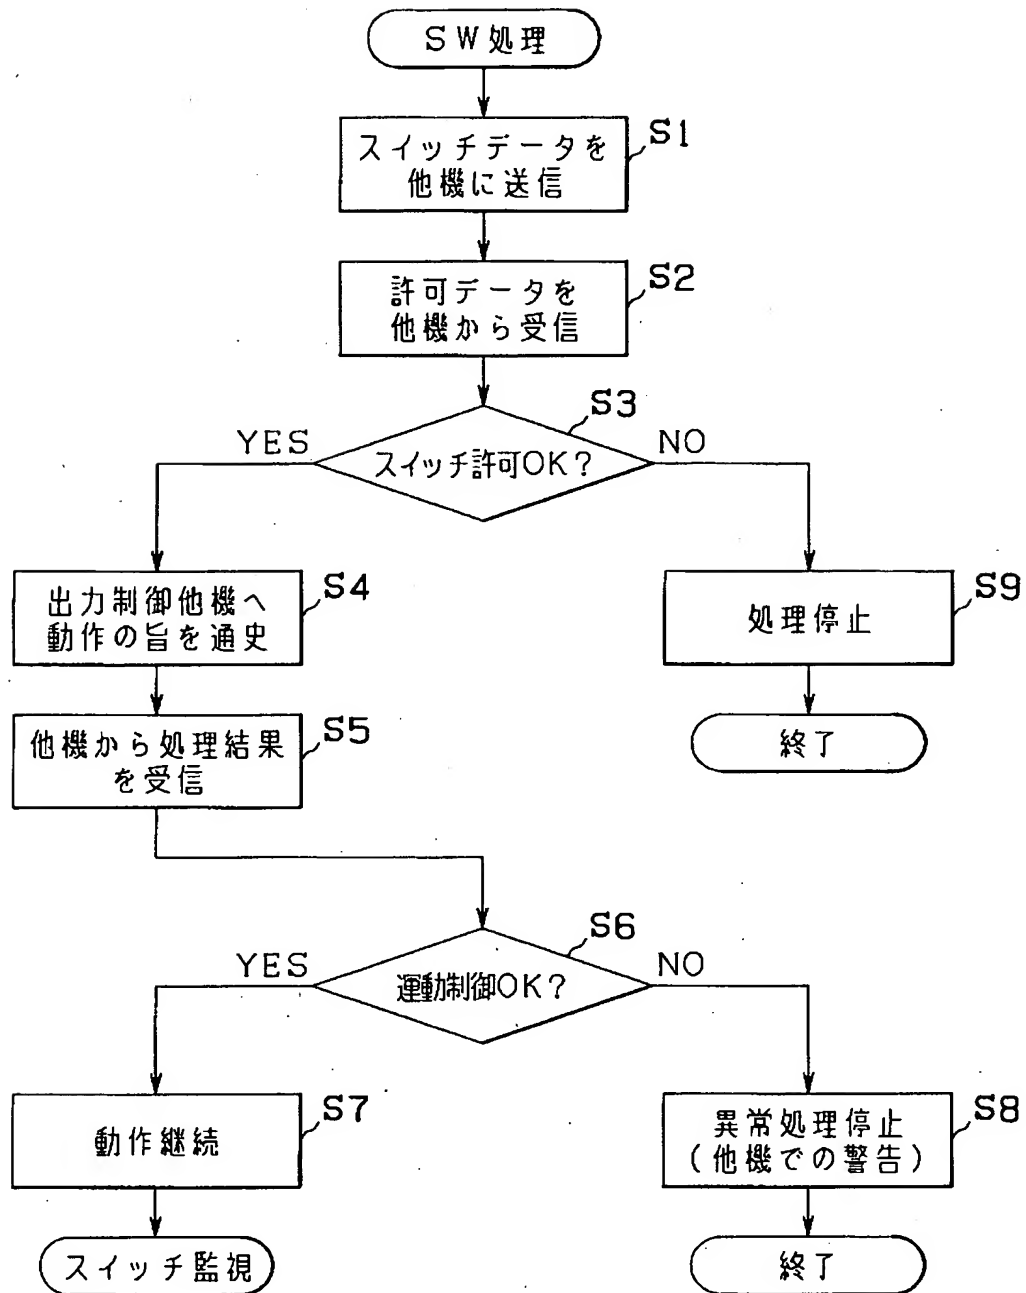 SW処理
スイッチデータを
他機に送信
S1
許可データを
他機から受信
S2
S3
YES
スイッチ許可OK?
NO
出力制御他機へ
動作の旨を通史
S4
処理停止
S9
他機から処理結果
を受信
S5
終了
S6
YES
運動制御OK?
NO
動作継続
S7
異常処理停止
(他機での警告)
S8
スイッチ監視
終了